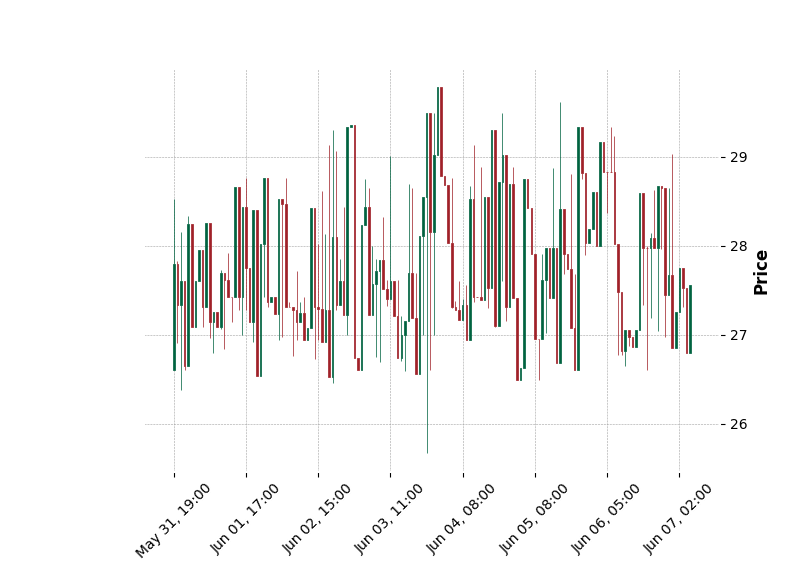 29
28
27
26
Price
May 31, 19:00
Jun 01, 17:00
Jun 02, 15:00
Jun 03, 11:00
Jun 04, 08:00
Jun 05, 08:00
Jun 06, 05:00
Jun 07, 02:00